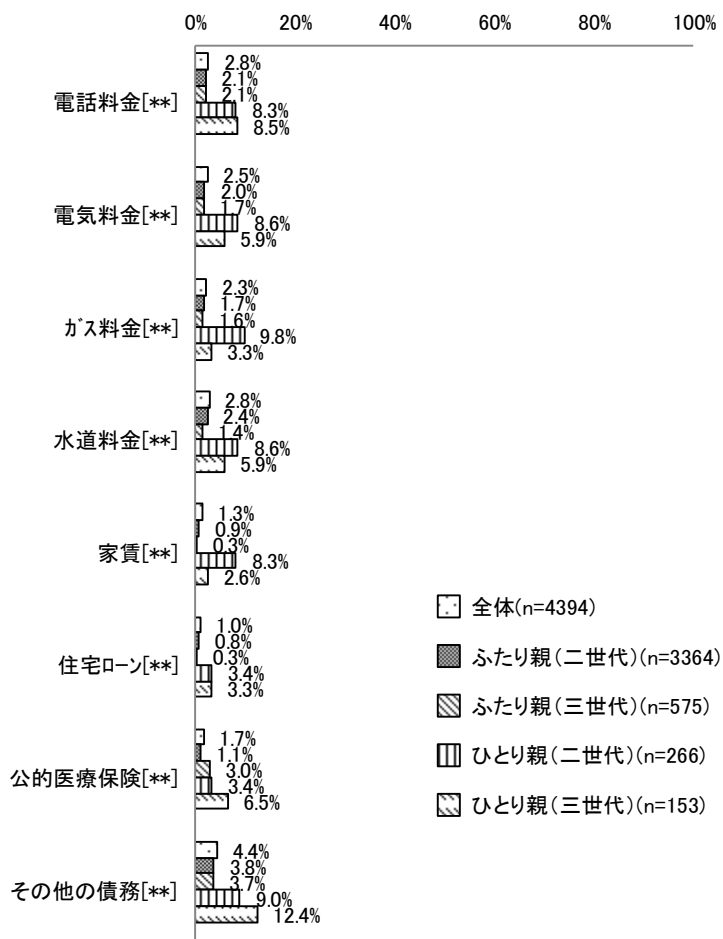 0% 20% 40% 60% 80% 100%
電話料金[**]
2.8%
2.1%
2.1%
8.3%
8.5%
電気料金[**]
2.5%
2.0%
1.7%
8.6%
5.9%
ガス料金[**]
2.3%
1.7%
1.6%
9.8%
3.3%
水道料金[**]
2.8%
2.4%
1.4%
8.6%
5.9%
家賃[**]
1.3%
0.9%
0.3%
8.3%
2.6%
住宅ローン[**]
1.0%
0.8%
0.3%
3.4%
3.3%
公的医療保険[**]
1.7%
1.1%
3.0%
3.4%
6.5%
その他の債務[**]
4.4%
3.8%
3.7%
9.0%
12.4%
全体(n=4394)
ふたり親(二世代)(n=3364)
ふたり親(三世代)(n=575)
ひとり親(二世代)(n=266)
ひとり親(三世代)(n=153)